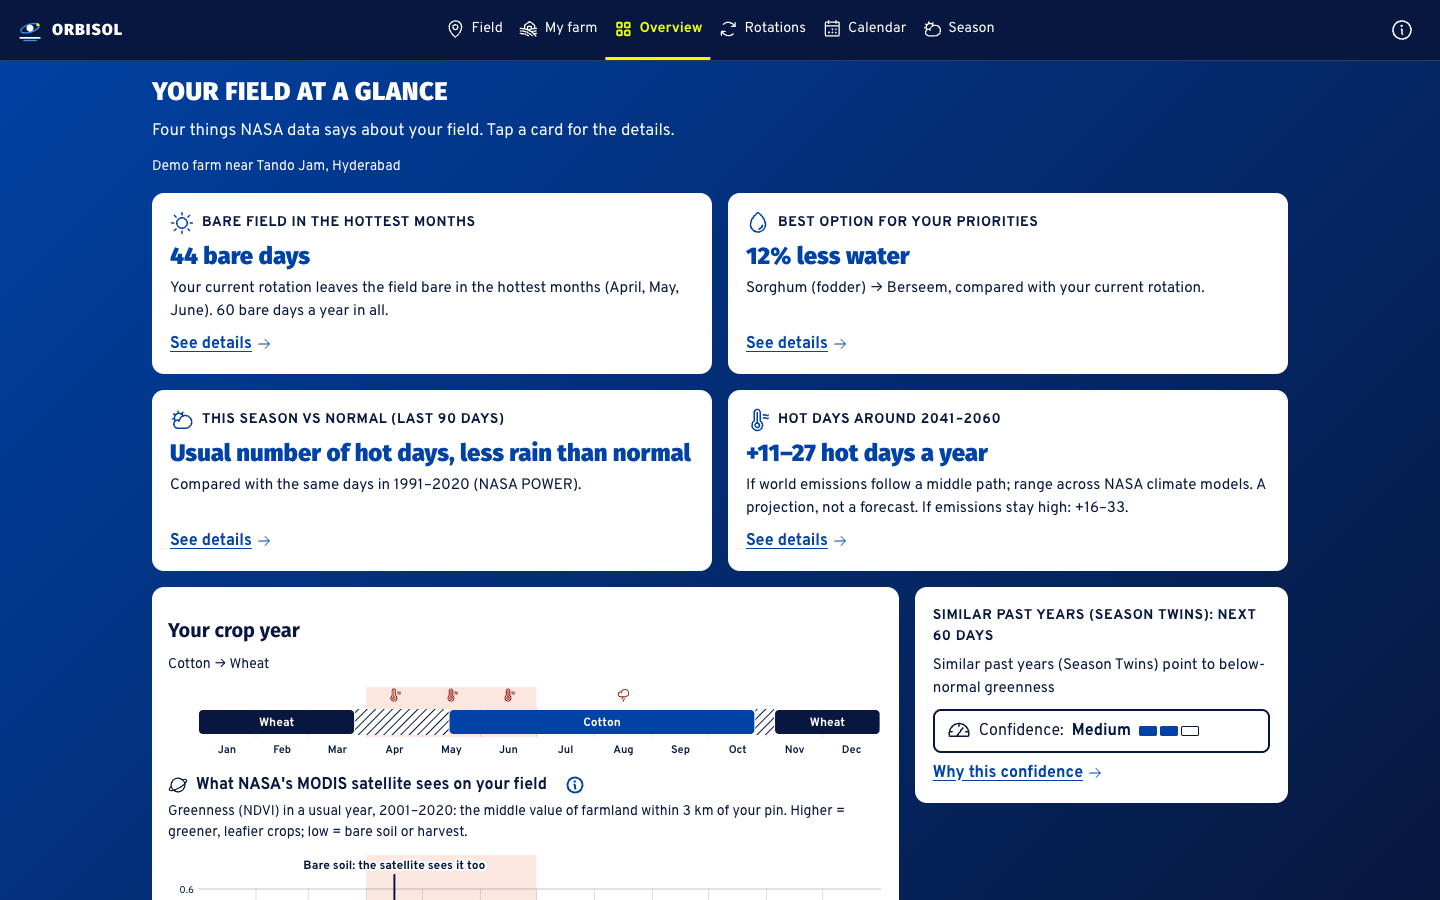 ORBISOL
Field
My farm
Overview
Rotations
Calendar
Season
YOUR FIELD AT A GLANCE
Four things NASA data says about your field. Tap a card for the details.
Demo farm near Tando Jam, Hyderabad
BARE FIELD IN THE HOTTEST MONTHS
44 bare days
Your current rotation leaves the field bare in the hottest months (April, May,
June). 60 bare days a year in all.
See details →
BEST OPTION FOR YOUR PRIORITIES
12% less water
Sorghum (fodder) → Berseem, compared with your current rotation.
See details →
THIS SEASON VS NORMAL (LAST 90 DAYS)
Usual number of hot days, less rain than normal
Compared with the same days in 1991–2020 (NASA POWER).
See details →
HOT DAYS AROUND 2041–2060
+11–27 hot days a year
If world emissions follow a middle path; range across NASA climate models. A
projection, not a forecast. If emissions stay high: +16–33.
See details →
Your crop year
Cotton → Wheat
Wheat
Cotton
Wheat
Jan Feb Mar Apr May Jun Jul Aug Sep Oct Nov Dec
What NASA's MODIS satellite sees on your field
Greenness (NDVI) in a usual year, 2001–2020: the middle value of farmland within 3 km of your pin. Higher =
greener, leafier crops; low = bare soil or harvest.
Bare soil: the satellite sees it too
0.6
SIMILAR PAST YEARS (SEASON TWINS): NEXT
60 DAYS
Similar past years (Season Twins) point to below-
normal greenness
Confidence: Medium
Why this confidence →